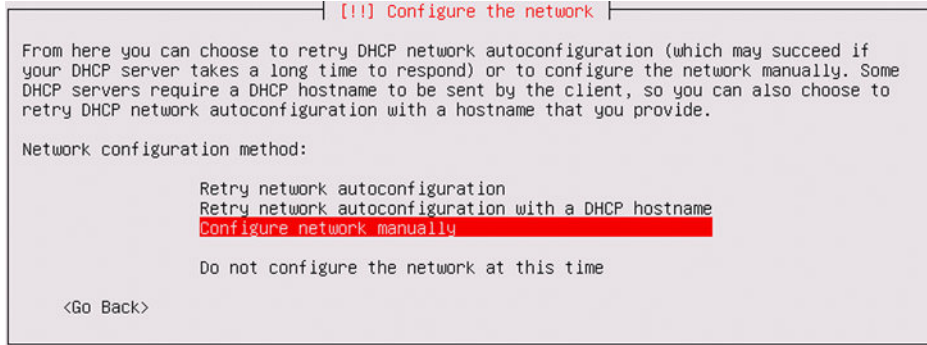 [!!] Configure the network
From here you can choose to retry DHCP network autoconfiguration (which may succeed if
your DHCP server takes a long time to respond) or to configure the network manually. Some
DHCP servers require a DHCP hostname to be sent by the client, so you can also choose to
retry DHCP network autoconfiguration with a hostname that you provide.
Network configuration method:
Retry network autoconfiguration
Retry network autoconfiguration with a DHCP hostname
Configure network manually
Do not configure the network at this time
<Go Back>